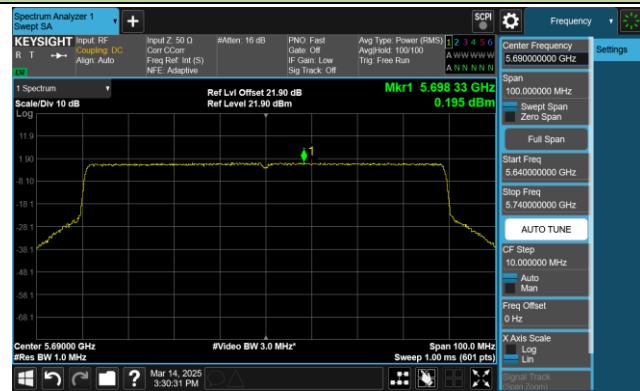 Spectrum Analyzer 1
Swept SA
SCPI
Frequency
KEYSIGHT
R T
LW
Input: RF
Coupling: DC
Align: Auto
Input Z: 50 Ω
Corr CCorr
Freq Ref: Int (S)
NFE: Adaptive
#Atten: 16 dB
PNO: Fast
Gate: Off
IF Gain: Low
Sig Track: Off
Avg Type: Power (RMS)
Avg|Hold: 100/100
Trig: Free Run
1 2 3 4 5 6
A W W W W W
A N N N N N
1 Spectrum
Scale/Div 10 dB
Log
Ref Lvl Offset 21.90 dB
Ref Level 21.90 dBm
Mkr1 5.698 33 GHz
0.195 dBm
11.9
1.90
-8.10
-18.1
-28.1
-38.1
-48.1
-58.1
-68.1
1
Center 5.69000 GHz
#Res BW 1.0 MHz
#Video BW 3.0 MHz*
Span 100.0 MHz
Sweep 1.00 ms (601 pts)
Mar 14, 2025
3:30:31 PM
Center Frequency
5.690000000 GHz
Settings
Span
100.000000 MHz
Swept Span
Zero Span
Full Span
Start Freq
5.640000000 GHz
Stop Freq
5.740000000 GHz
AUTO TUNE
CF Step
10.000000 MHz
Auto
Man
Freq Offset
0 Hz
X Axis Scale
Log
Lin
Signal Track
(Span Zoom)